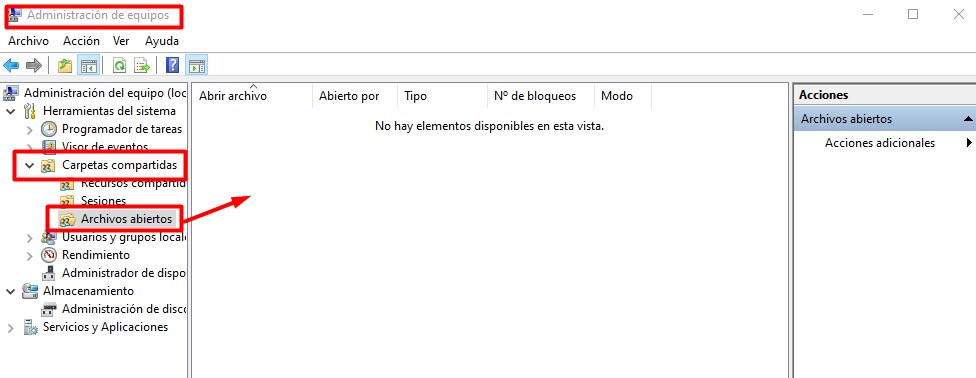 Administración de equipos
Archivo Acción Ver Ayuda
Administración del equipo (loc
Herramientas del sistema
Programador de tareas
Visor de eventos
Carpetas compartidas
Recursos compartid
Sesiones
Archivos abiertos
Usuarios y grupos locale
Rendimiento
Administrador de dispo
Almacenamiento
Administración de disco
Servicios y Aplicaciones
Abrir archivo Abierto por Tipo Nº de bloqueos Modo
No hay elementos disponibles en esta vista.
Acciones
Archivos abiertos
Acciones adicionales